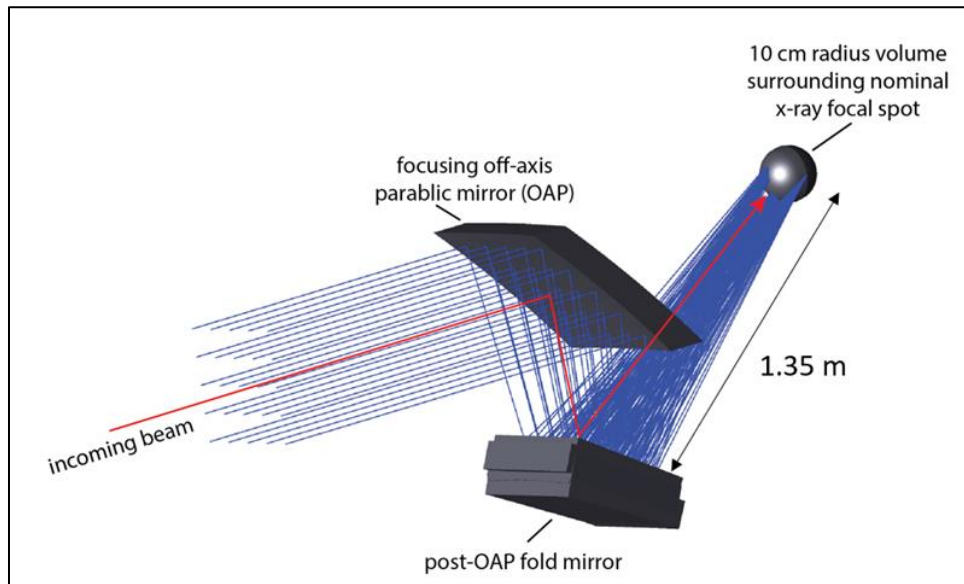 10 cm radius volume
surrounding nominal
x-ray focal spot
focusing off-axis
parablic mirror (OAP)
1.35 m
incoming beam
post-OAP fold mirror